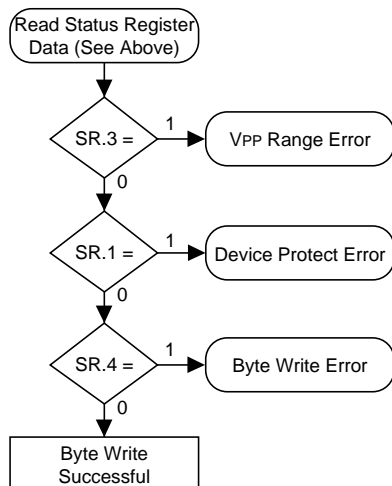 Read Status Register
Data (See Above)
SR.3 =
1
VPP Range Error
0
SR.1 =
1
Device Protect Error
0
SR.4 =
1
Byte Write Error
0
Byte Write
Successful